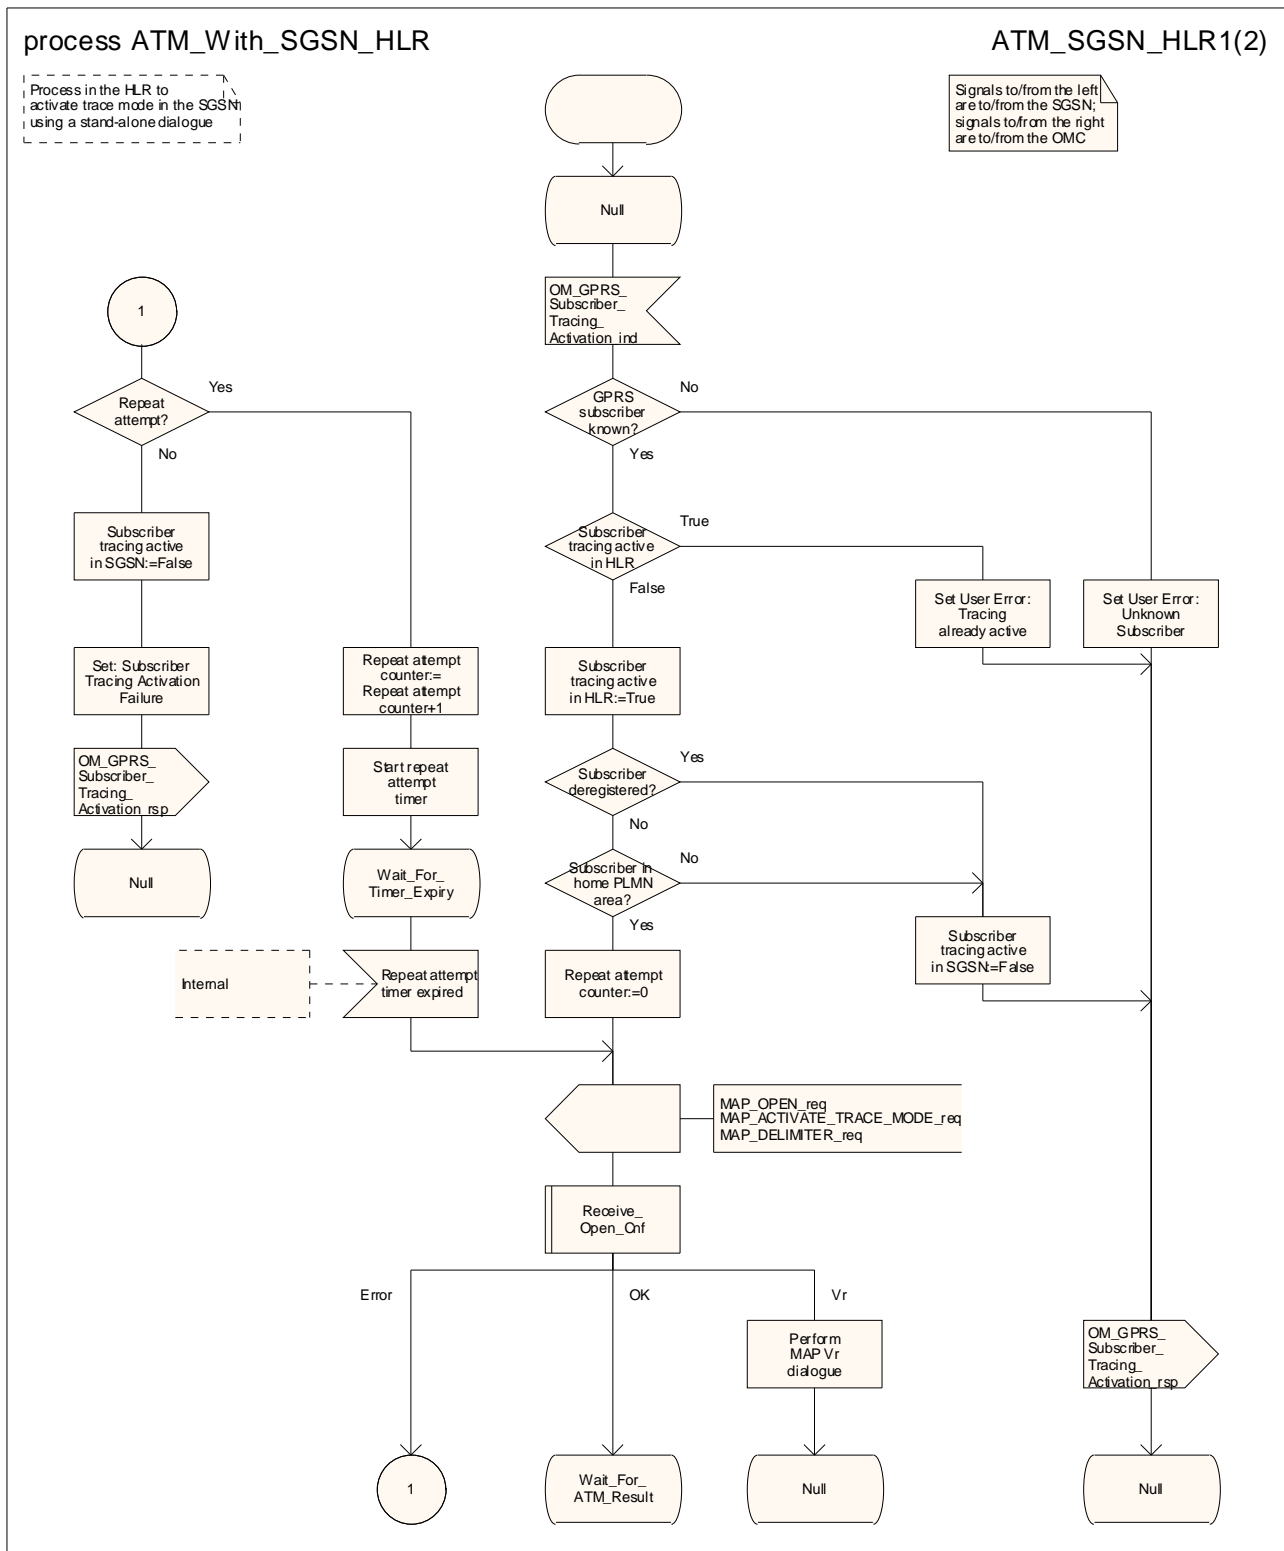 process ATM_With_SGSN_HLR
ATM_SGSN_HLR1(2)
Process in the HLR to
activate trace mode in the SGSN
using a stand-alone dialogue
Signals to/from the left
are to/from the SGSN;
signals to/from the right
are to/from the OMC
Null
OM_GPRS_
Subscriber_
Tracing_
Activation_ind
1
Repeat
attempt?
Yes
No
GPRS
subscriber
known?
No
Yes
Subscriber
tracing active
in SGSN:=False
Subscriber
tracing active
in HLR
True
False
Set User Error:
Tracing
already active
Set User Error:
Unknown
Subscriber
Set: Subscriber
Tracing Activation
Failure
Repeat attempt
counter:=
Repeat attempt
counter+1
Subscriber
tracing active
in HLR:=True
OM_GPRS_
Subscriber_
Tracing_
Activation_rsp
Start repeat
attempt
timer
Subscriber
deregistered?
Yes
No
Null
Wait_For_
Timer_Expiry
Subscriber in
home PLMN
area?
No
Yes
Subscriber
tracing active
in SGSN:=False
Internal
Repeat attempt
timer expired
Repeat attempt
counter:=0
MAP_OPEN_req
MAP_ACTIVATE_TRACE_MODE_req
MAP_DELIMITER_req
Receive_
Open_Cnf
Error
OK
Vr
Perform
MAP Vr
dialogue
OM_GPRS_
Subscriber_
Tracing_
Activation_rsp
1
Wait_For_
ATM_Result
Null
Null